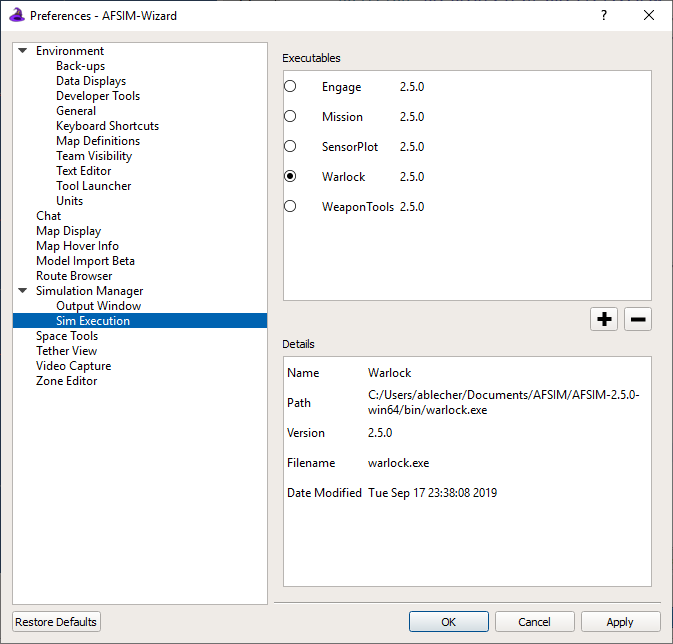 Preferences - AFSIM-Wizard
?
Environment
Back-ups
Data Displays
Developer Tools
General
Keyboard Shortcuts
Map Definitions
Team Visibility
Text Editor
Tool Launcher
Units
Chat
Map Display
Map Hover Info
Model Import Beta
Route Browser
Simulation Manager
Output Window
Sim Execution
Space Tools
Tether View
Video Capture
Zone Editor
Executables
Engage 2.5.0
Mission 2.5.0
SensorPlot 2.5.0
Warlock 2.5.0
WeaponTools 2.5.0
Details
Name Warlock
Path C:/Users/ablecher/Documents/AFSIM/AFSIM-2.5.0-
win64/bin/warlock.exe
Version 2.5.0
Filename warlock.exe
Date Modified Tue Sep 17 23:38:08 2019
Restore Defaults OK Cancel Apply